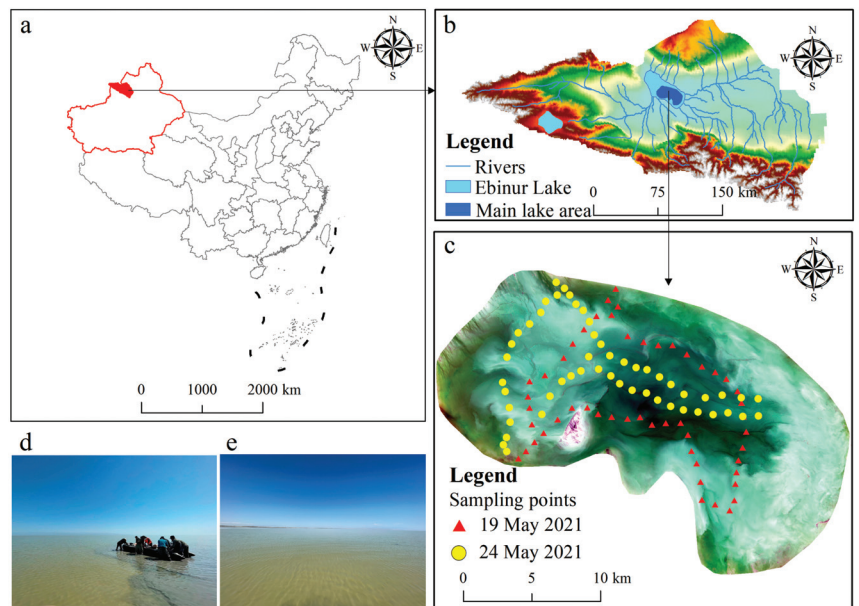 a
N
W E
S
0 1000 2000 km
b
N
W E
S
Legend
Rivers
Ebinur Lake
Main lake area
0 75 150 km
c
N
W E
S
Legend
Sampling points
19 May 2021
24 May 2021
0 5 10 km
d
e